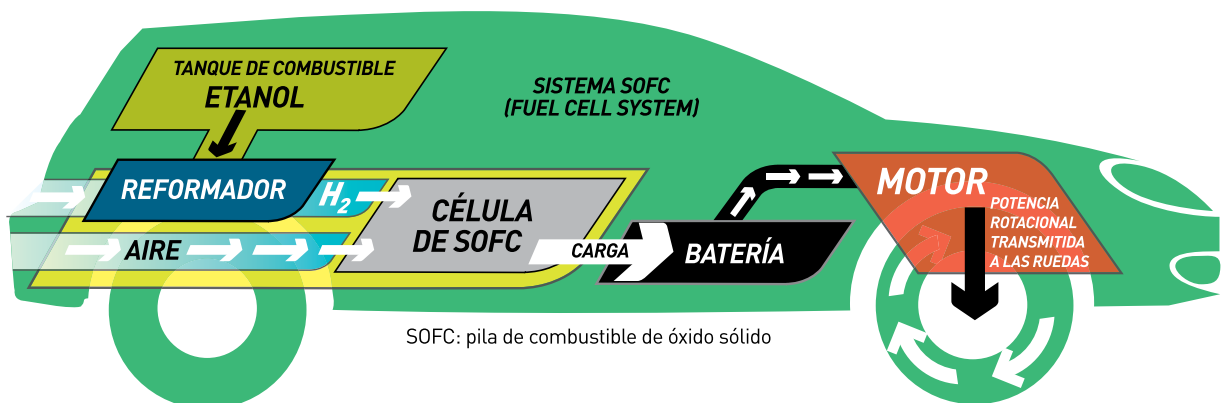 TANQUE DE COMBUSTIBLE
ETANOL
SISTEMA SOFC
(FUEL CELL SYSTEM)
REFORMADOR
H₂
AIRE
CÉLULA
DE SOFC
CARGA
BATERÍA
MOTOR
POTENCIA
ROTACIONAL
TRANSMITIDA
A LAS RUEDAS
SOFC: pila de combustible de óxido sólido